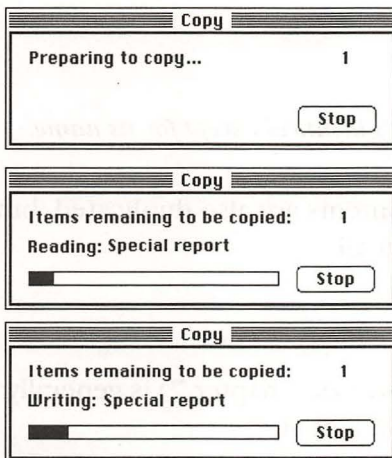 Copy
Preparing to copy... 1
Stop
Copy
Items remaining to be copied: 1
Reading: Special report
Stop
Copy
Items remaining to be copied: 1
Writing: Special report
Stop